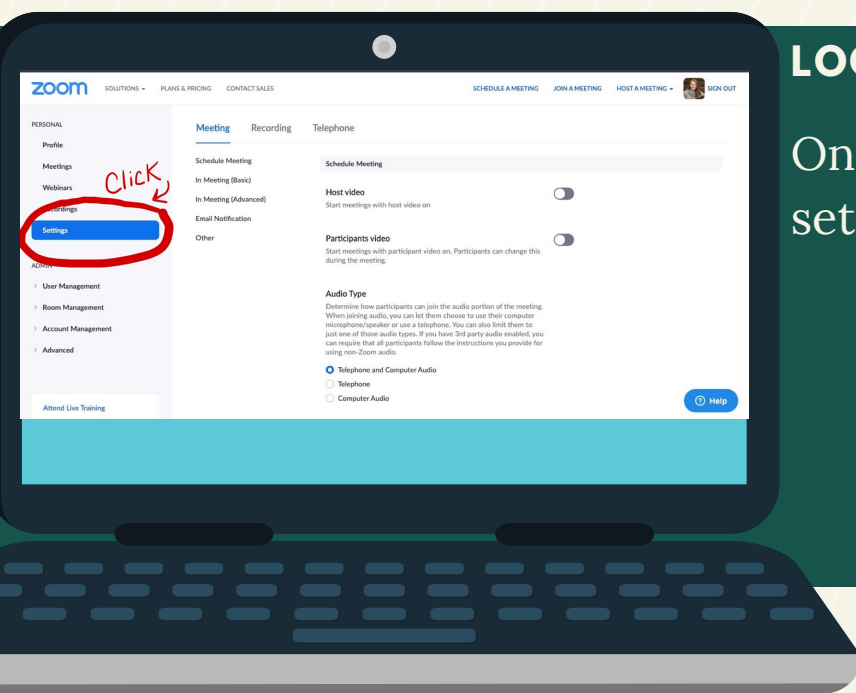 LOO
On
set
zoom
SOLUTIONS
PLANS & PRICING
CONTACT SALES
SCHEDULE A MEETING
JOIN A MEETING
HOST A MEETING
SIGN OUT
PERSONAL
Profile
Meetings
Webinars
Recordings
Settings
Click
ADMIN
User Management
Room Management
Account Management
Advanced
Attend Live Training
Meeting
Recording
Telephone
Schedule Meeting
In Meeting (Basic)
In Meeting (Advanced)
Email Notification
Other
Schedule Meeting
Host video
Start meetings with host video on
Participants video
Start meetings with participant video on. Participants can change this
during the meeting.
Audio Type
Determine how participants can join the audio portion of the meeting.
When joining audio, you can let them choose to use their computer
microphone/speaker or use a telephone. You can also limit them to
just one of those audio types. If you have 3rd party audio enabled, you
can require that all participants follow the instructions you provide for
using non-Zoom audio.
Telephone and Computer Audio
Telephone
Computer Audio
Help